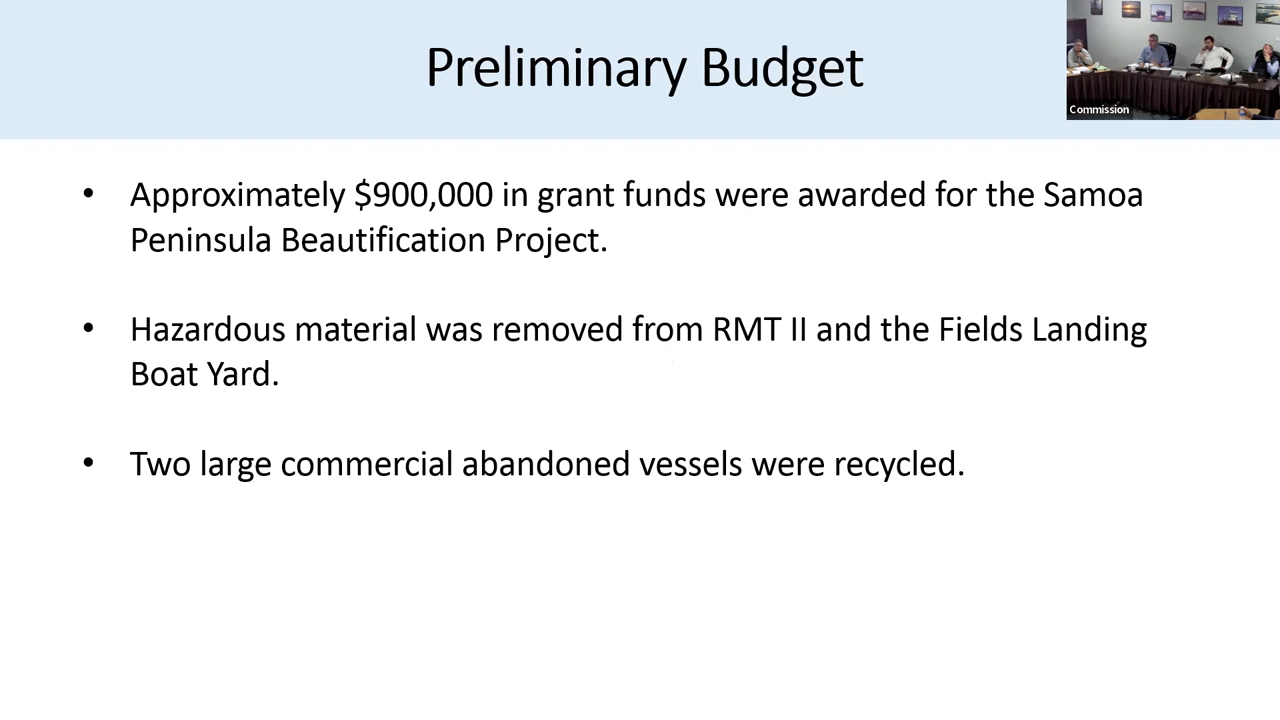 Preliminary Budget
Commission
• Approximately $900,000 in grant funds were awarded for the Samoa
Peninsula Beautification Project.
• Hazardous material was removed from RMT II and the Fields Landing
Boat Yard.
• Two large commercial abandoned vessels were recycled.